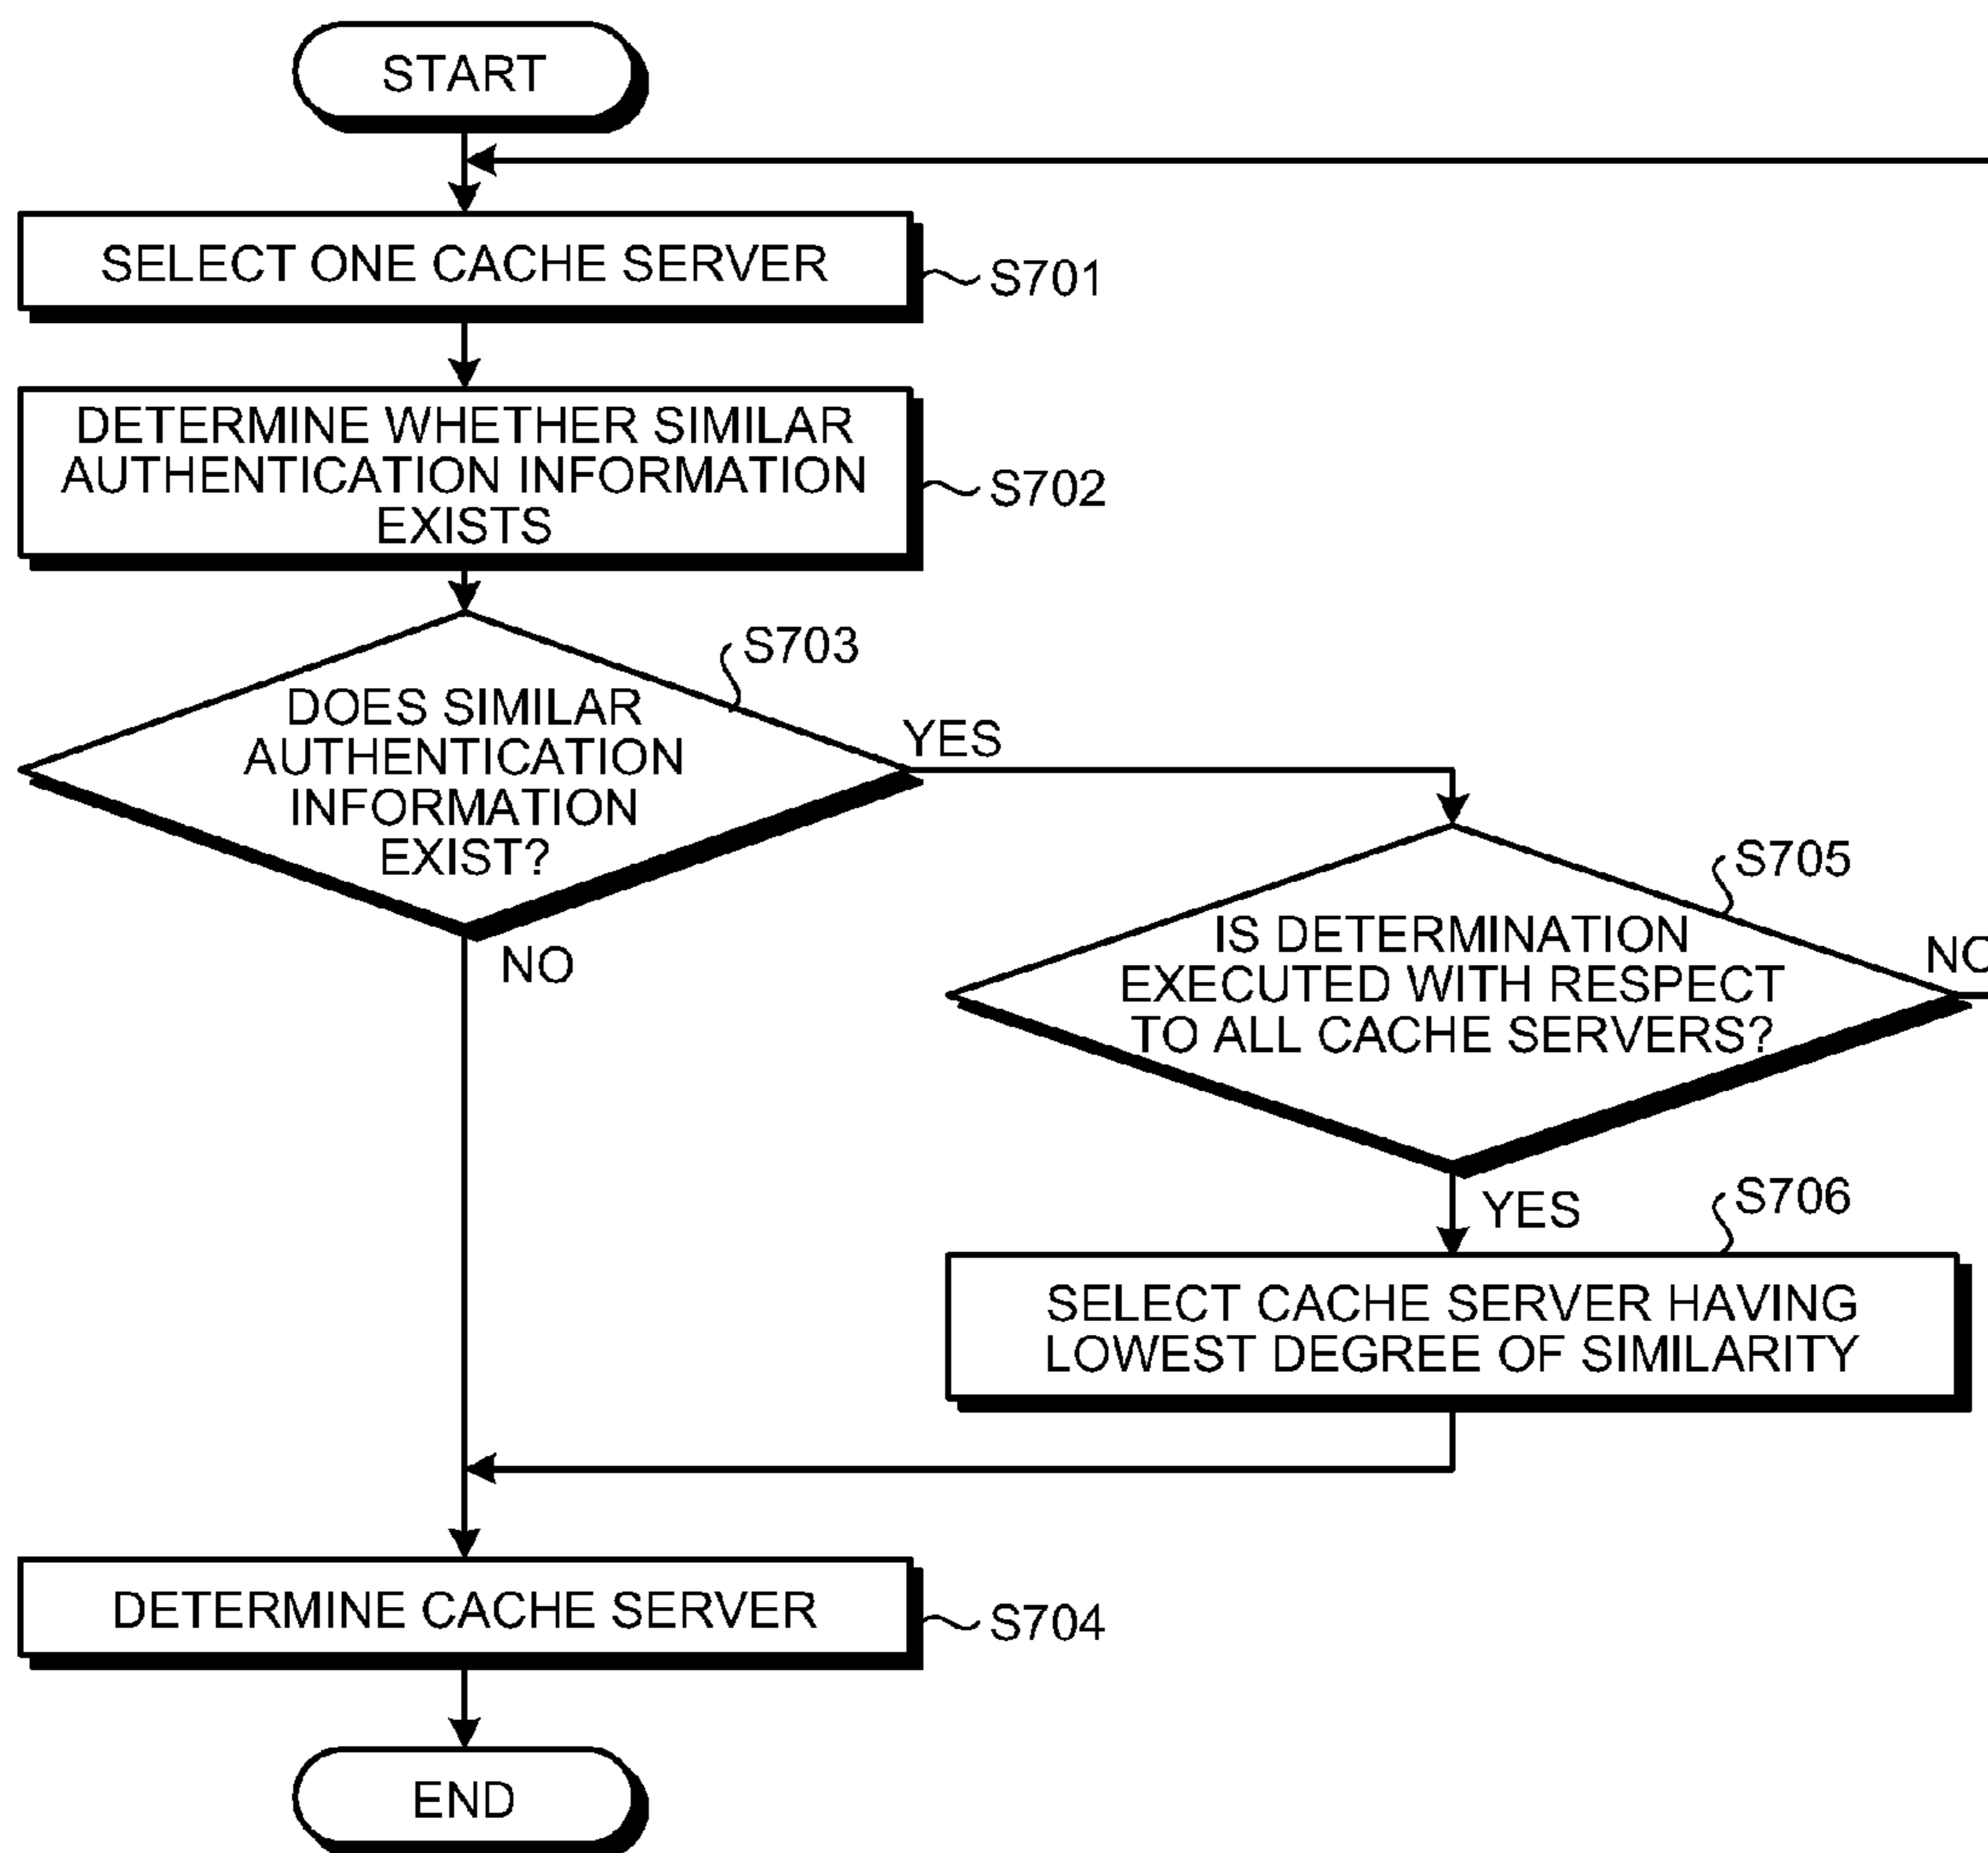 START
SELECT ONE CACHE SERVER
S701
DETERMINE WHETHER SIMILAR
AUTHENTICATION INFORMATION
EXISTS
S702
S703
DOES SIMILAR
AUTHENTICATION
INFORMATION
EXIST?
YES
NO
S705
IS DETERMINATION
EXECUTED WITH RESPECT
TO ALL CACHE SERVERS?
NO
YES
S706
SELECT CACHE SERVER HAVING
LOWEST DEGREE OF SIMILARITY
DETERMINE CACHE SERVER
S704
END